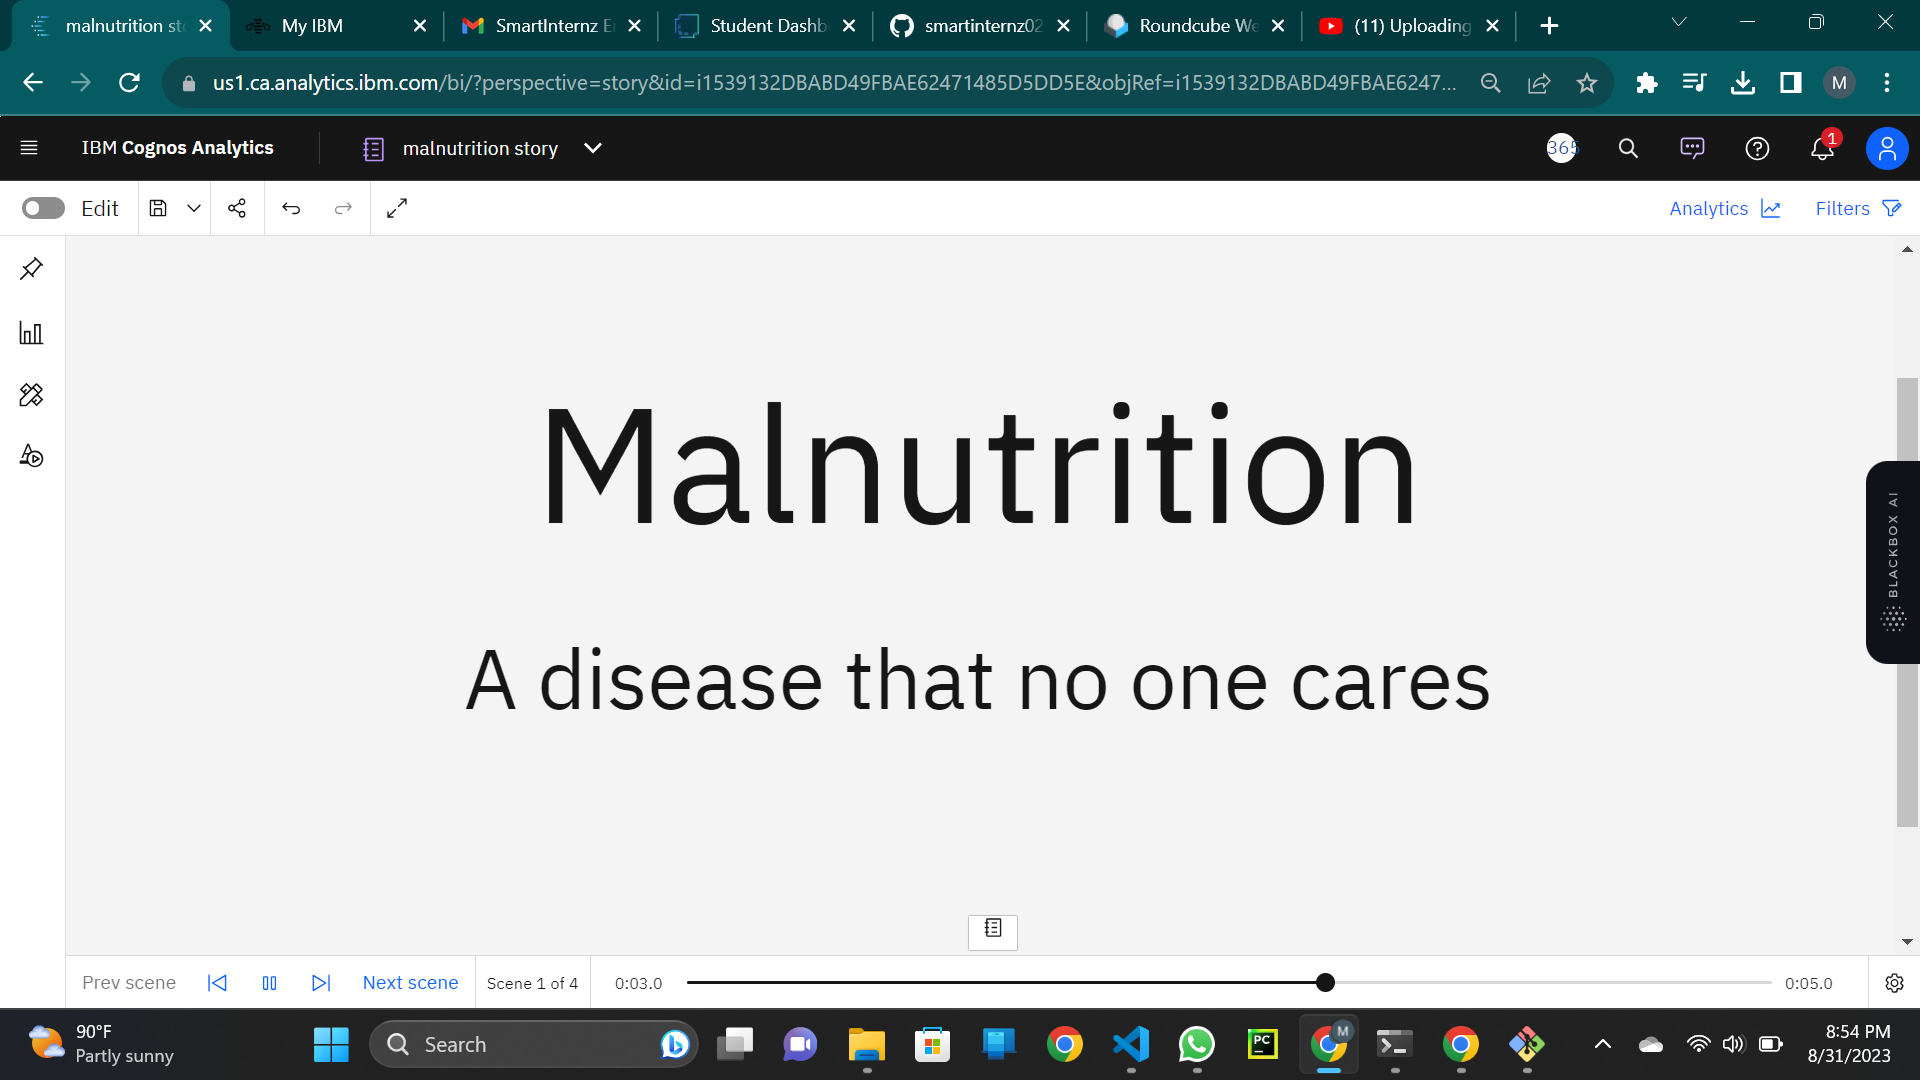 malnutrition st
My IBM
SmartInternz E
Student Dashb
smartinternz02
Roundcube We
(11) Uploading
us1.ca.analytics.ibm.com/bi/?perspective=story&id=i1539132DBABD49FBAE62471485D5DD5E&objRef=i1539132DBABD49FBAE6247...
M
IBM Cognos Analytics
malnutrition story
365
1
Edit
Analytics
Filters
Malnutrition
A disease that no one cares
BLACKBOX AI
Prev scene
Next scene
Scene 1 of 4
0:03.0
0:05.0
90°F
Partly sunny
Search
PC
M
8:54 PM
8/31/2023